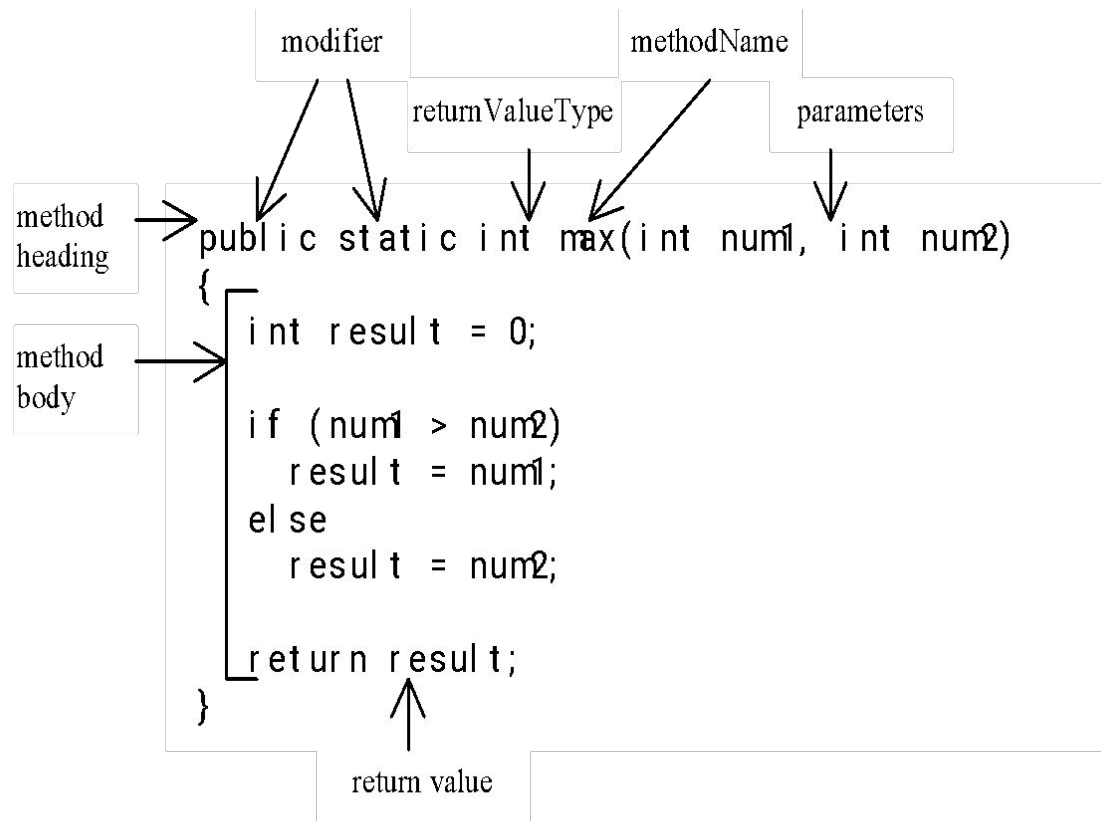 modifier
methodName
returnValueType
parameters
method
heading
public static int max(int num1, int num2)
{
method
body
int result = 0;
if (num1 > num2)
result = num1;
else
result = num2;
return result;
}
return value